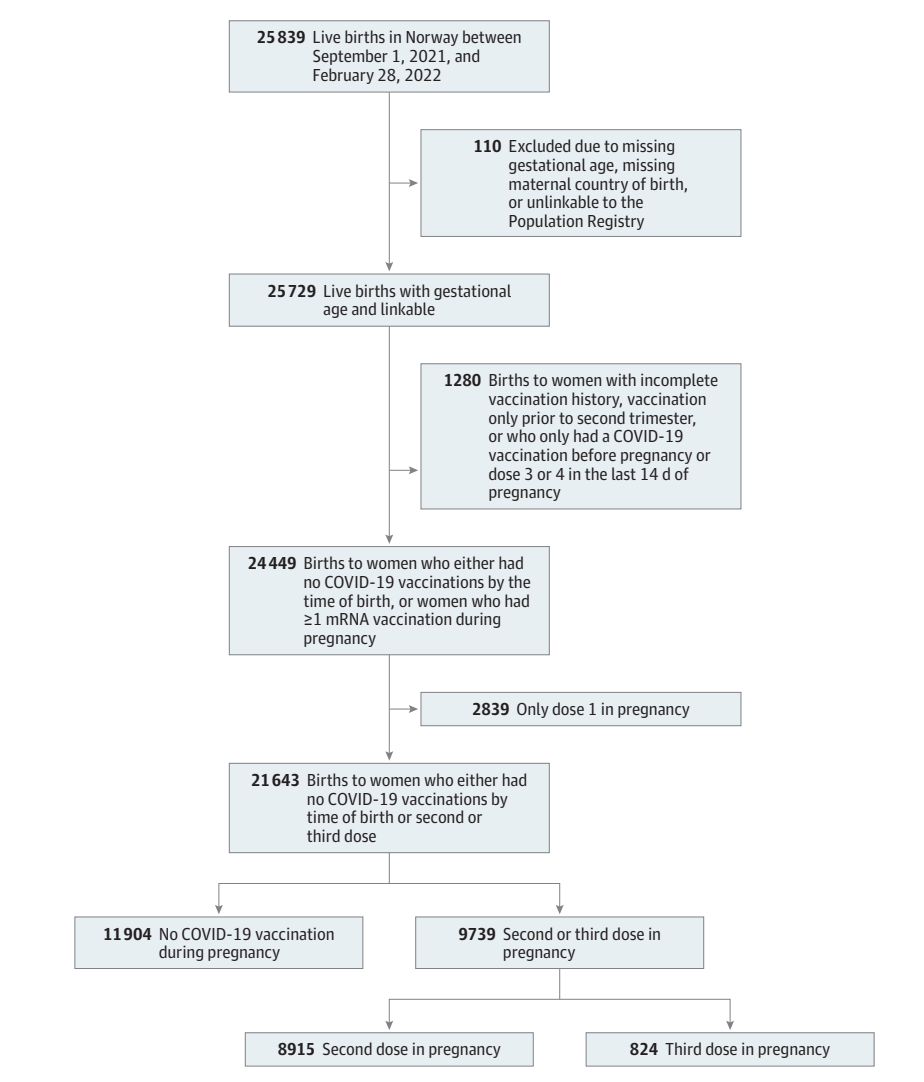 25 839 Live births in Norway between
September 1, 2021, and
February 28, 2022
110 Excluded due to missing
gestational age, missing
maternal country of birth,
or unlinkable to the
Population Registry
25 729 Live births with gestational
age and linkable
1280 Births to women with incomplete
vaccination history, vaccination
only prior to second trimester,
or who only had a COVID-19
vaccination before pregnancy or
dose 3 or 4 in the last 14 d of
pregnancy
24 449 Births to women who either had
no COVID-19 vaccinations by the
time of birth, or women who had
≥1 mRNA vaccination during
pregnancy
2839 Only dose 1 in pregnancy
21 643 Births to women who either had
no COVID-19 vaccinations by
time of birth or second or
third dose
11 904 No COVID-19 vaccination
during pregnancy
9739 Second or third dose in
pregnancy
8915 Second dose in pregnancy
824 Third dose in pregnancy